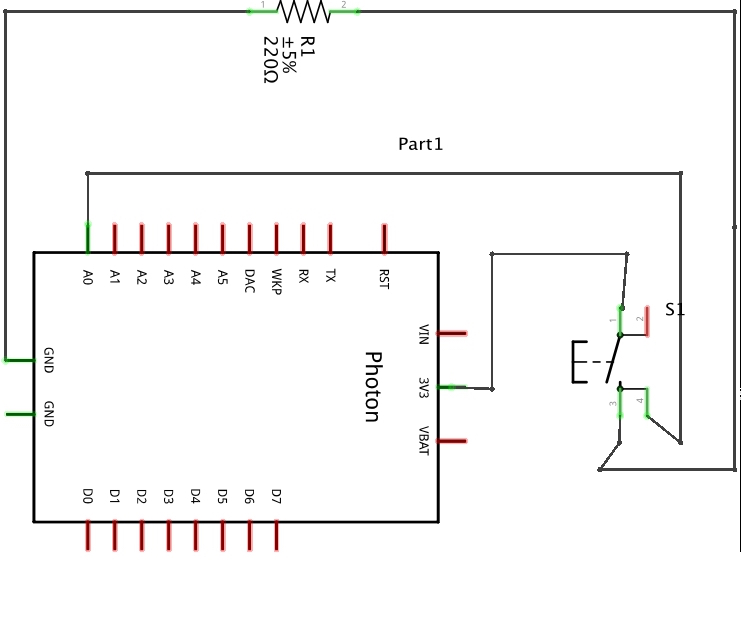 1
2
R1
±5%
220Ω
Part1
A0
A1
A2
A3
A4
A5
DAC
WKP
RX
TX
RST
S1
1
2
VIN
GND
Photon
3V3
3
4
GND
VBAT
D0
D1
D2
D3
D4
D5
D6
D7